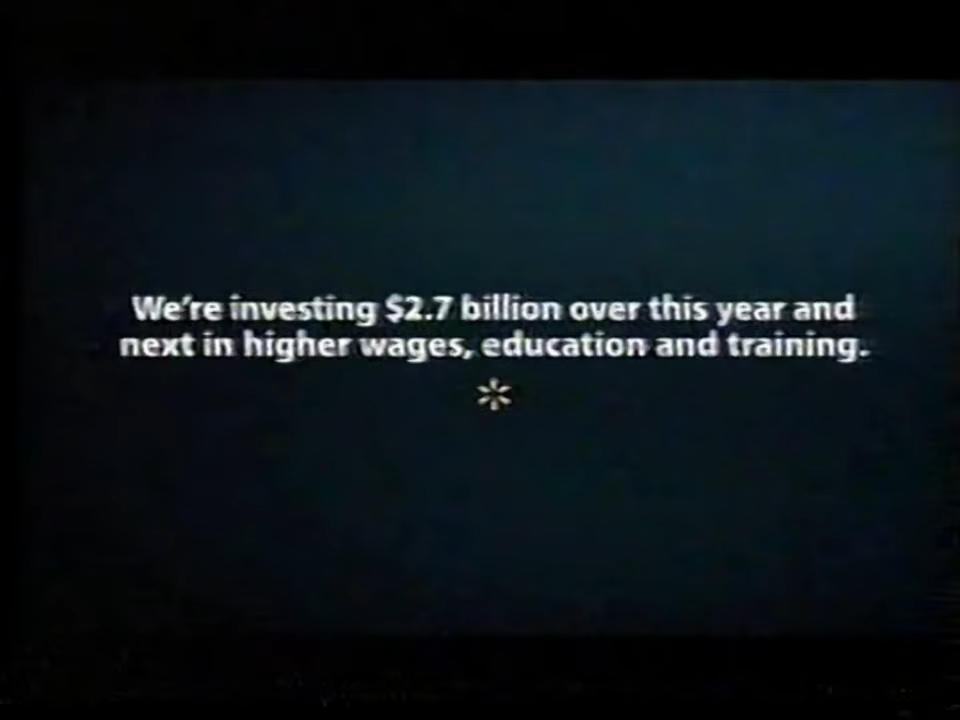 We're investing $2.7 billion over this year and
next in higher wages, education and training.